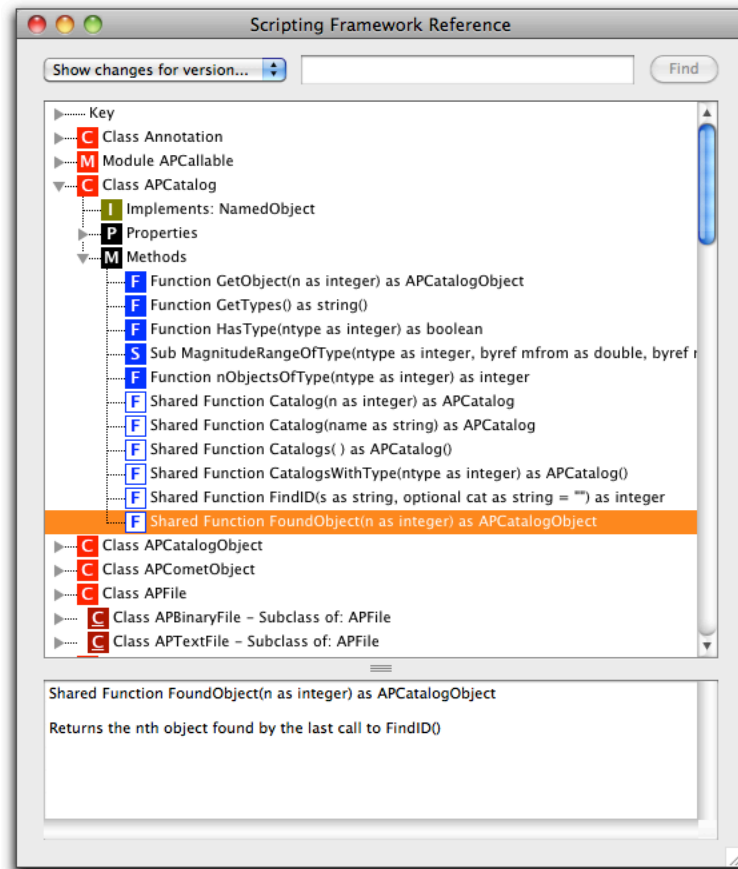 Scripting Framework Reference
Show changes for version...
Find
Key
C Class Annotation
M Module APCallable
C Class APCatalog
I Implements: NamedObject
P Properties
M Methods
F Function GetObject(n as integer) as APCatalogObject
F Function GetTypes() as string()
F Function HasType(ntype as integer) as boolean
S Sub MagnitudeRangeOfType(ntype as integer, byref mfrom as double, byref
F Function nObjectsOfType(ntype as integer) as integer
F Shared Function Catalog(n as integer) as APCatalog
F Shared Function Catalog(name as string) as APCatalog
F Shared Function Catalogs( ) as APCatalog()
F Shared Function CatalogsWithType(ntype as integer) as APCatalog()
F Shared Function FindID(s as string, optional cat as string = "") as integer
F Shared Function FoundObject(n as integer) as APCatalogObject
C Class APCatalogObject
C Class APCometObject
C Class APFile
C Class APBinaryFile - Subclass of: APFile
C Class APTextFile - Subclass of: APFile
Shared Function FoundObject(n as integer) as APCatalogObject
Returns the nth object found by the last call to FindID()